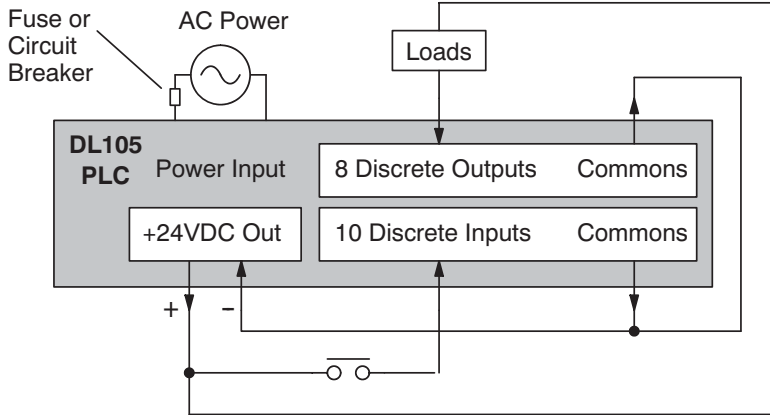 Fuse or
Circuit
Breaker
AC Power
Loads
DL105
PLC
Power Input
8 Discrete Outputs Commons
+24VDC Out
10 Discrete Inputs Commons
+ –